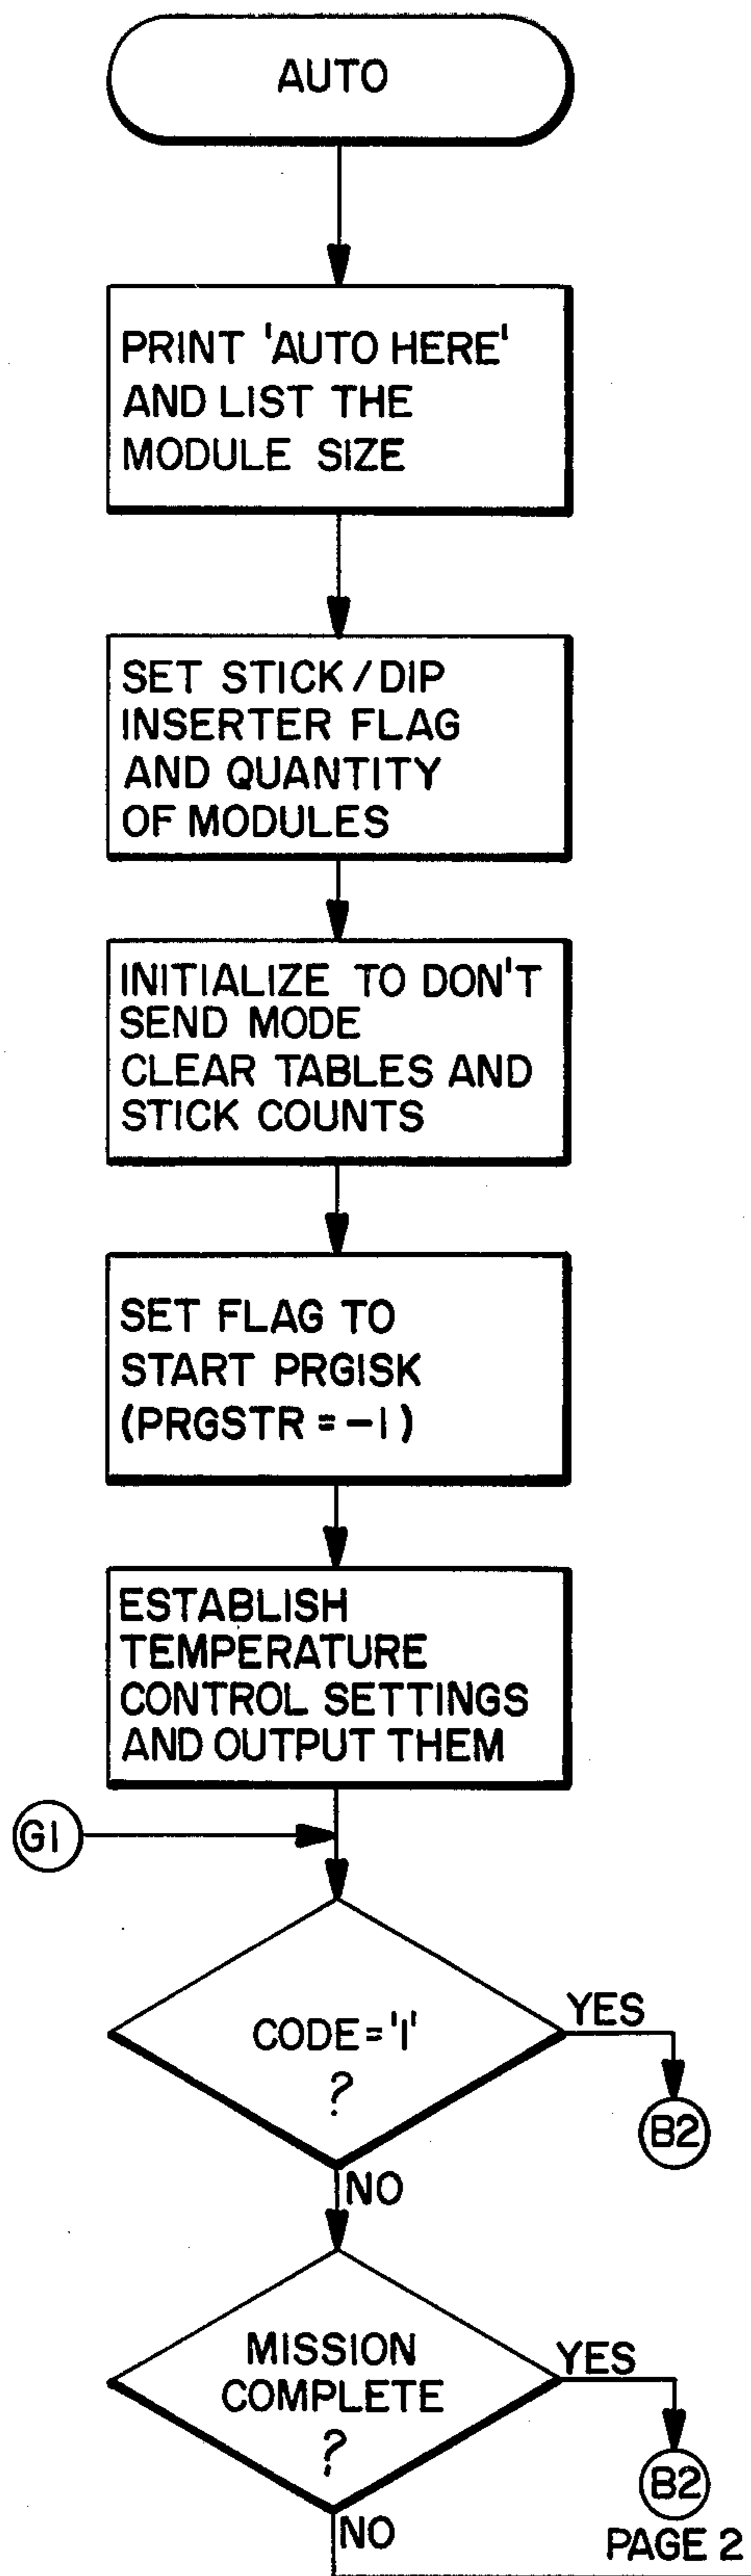 AUTO
PRINT 'AUTO HERE'
AND LIST THE
MODULE SIZE
SET STICK/DIP
INSERTER FLAG
AND QUANTITY
OF MODULES
INITIALIZE TO DON'T
SEND MODE
CLEAR TABLES AND
STICK COUNTS
SET FLAG TO
START PRGISK
(PRGSTR = -1)
ESTABLISH
TEMPERATURE
CONTROL SETTINGS
AND OUTPUT THEM
G1
CODE='1'
?
YES
B2
NO
MISSION
COMPLETE
?
YES
B2
PAGE 2
NO